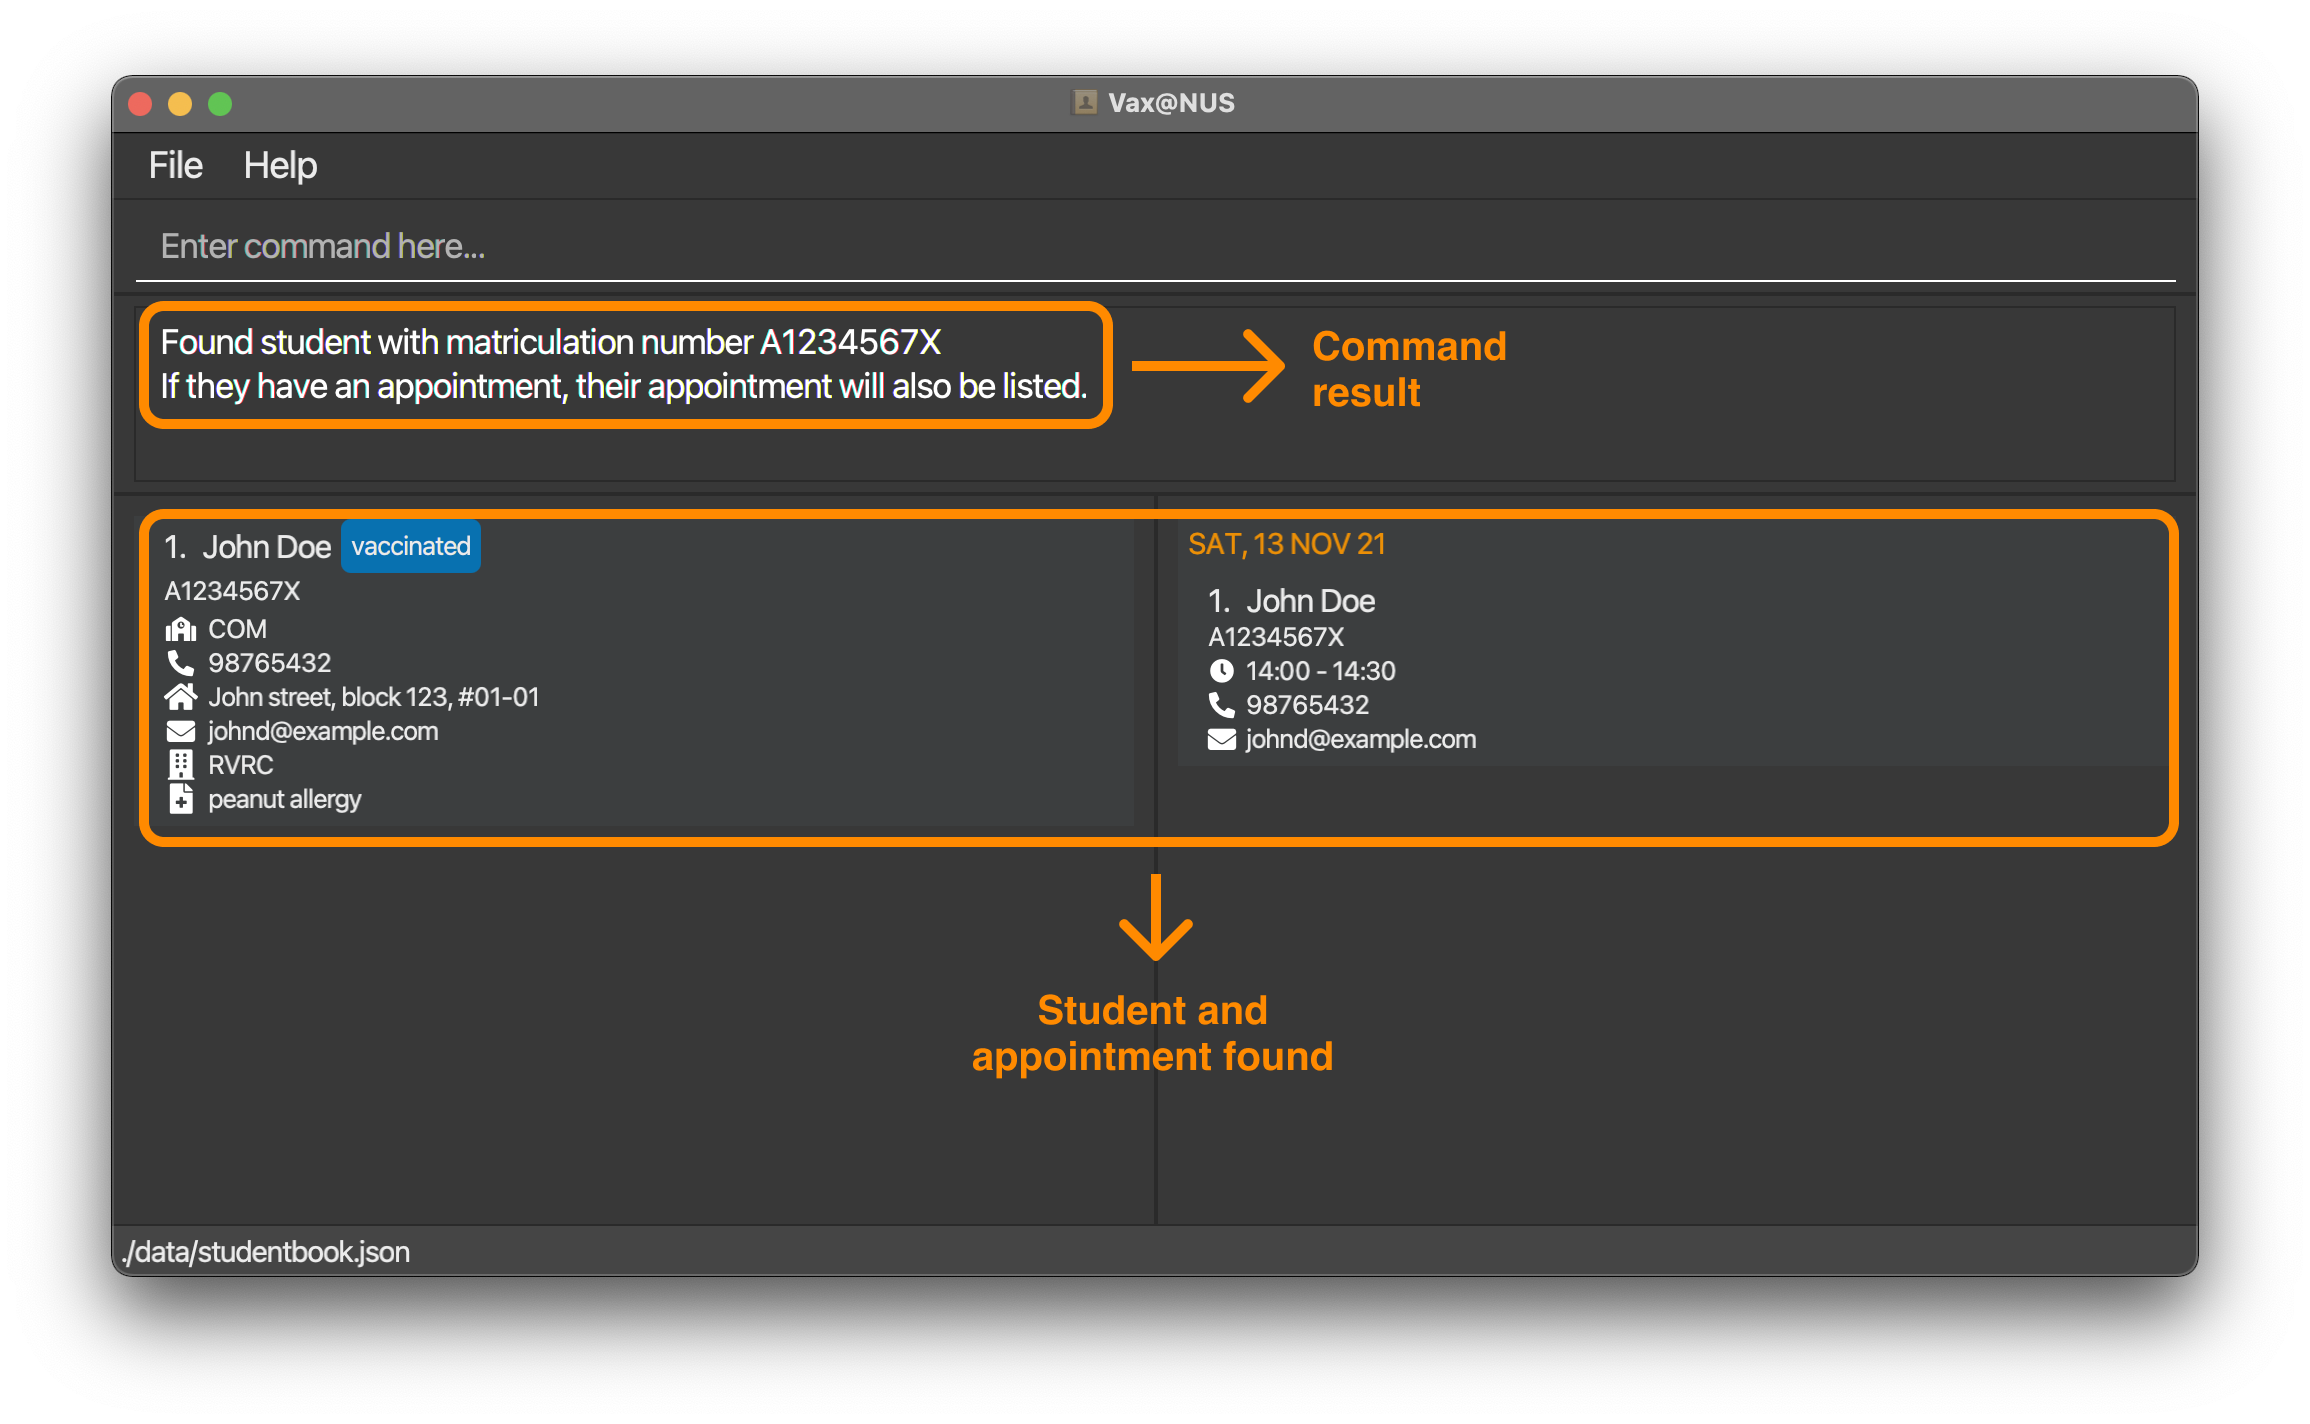 Vax@NUS
File Help
Enter command here...
Found student with matriculation number A1234567X
If they have an appointment, their appointment will also be listed.
Command
result
1. John Doe vaccinated
A1234567X
COM
98765432
John street, block 123, #01-01
johnd@example.com
RVRC
peanut allergy
SAT, 13 NOV 21
1. John Doe
A1234567X
14:00 - 14:30
98765432
johnd@example.com
Student and
appointment found
./data/studentbook.json